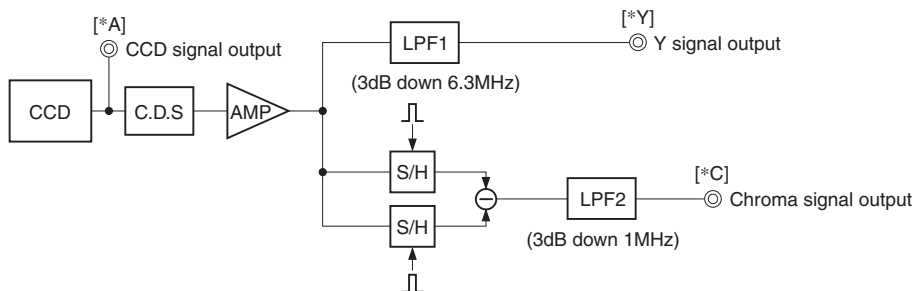 [*A]
CCD signal output
[*Y]
Y signal output
CCD
C.D.S
AMP
LPF1
(3dB down 6.3MHz)
S/H
S/H
LPF2
(3dB down 1MHz)
[*C]
Chroma signal output